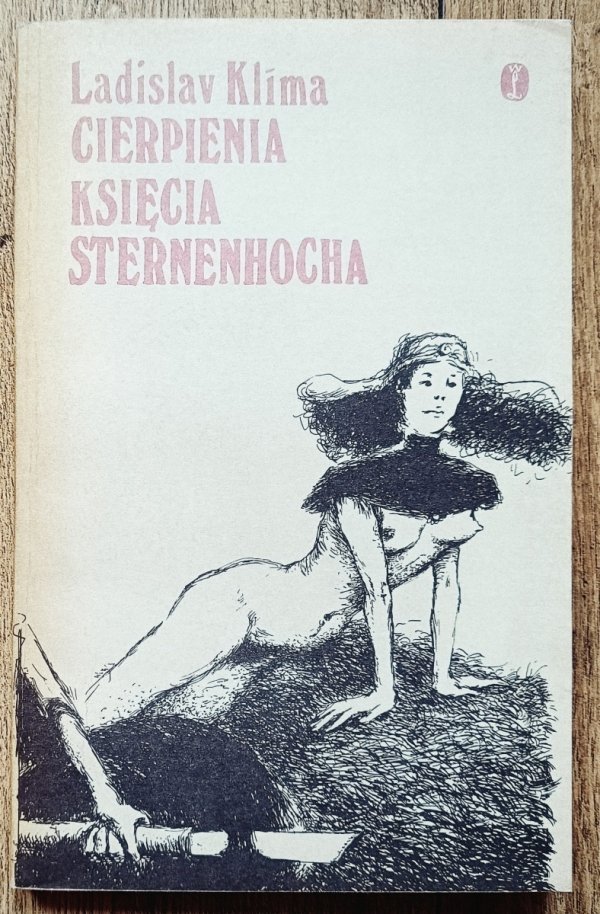 Ladislav Klíma
CIERPIENIA
KSIĘCIA
STERNENHOCHA